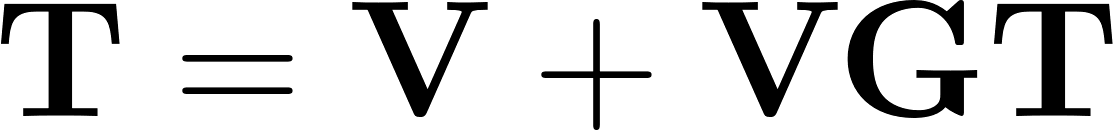 T = V + VGT